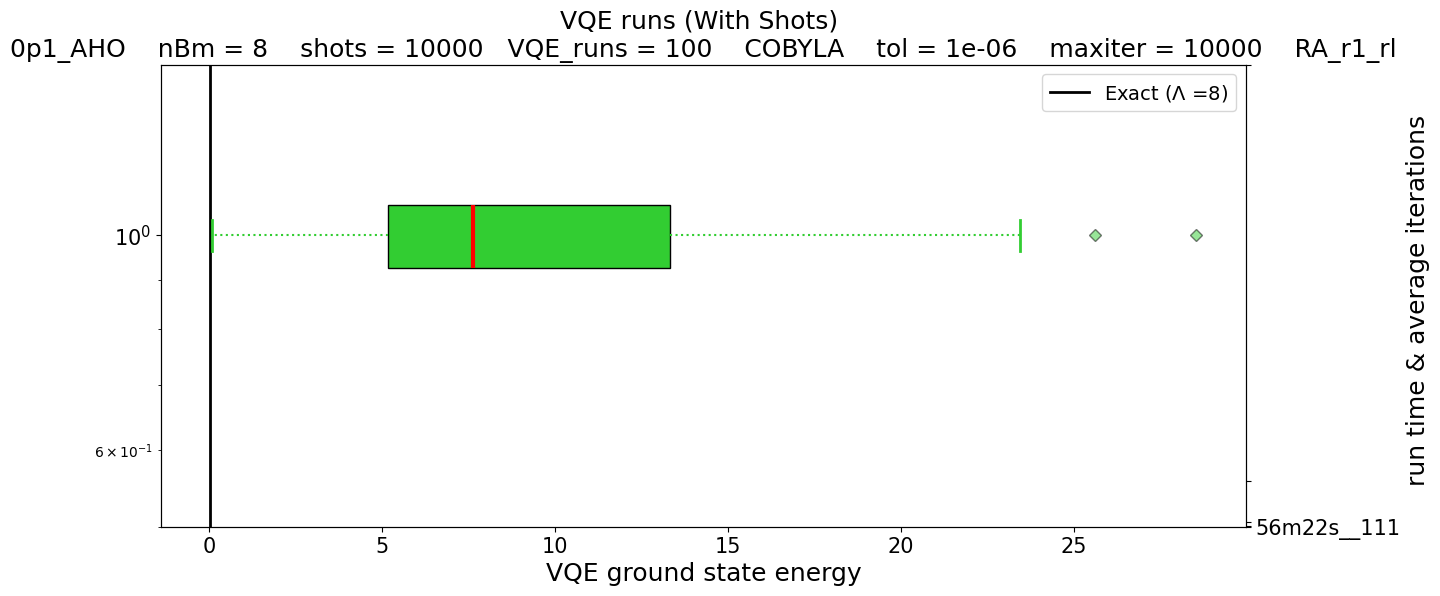 VQE runs (With Shots)
0p1_AHO nBm = 8 shots = 10000 VQE_runs = 100 COBYLA tol = 1e-06 maxiter = 10000 RA_r1_rl
Exact (Λ =8)
10⁰
6 × 10⁻¹
0 5 10 15 20 25
VQE ground state energy
run time & average iterations
56m22s__111